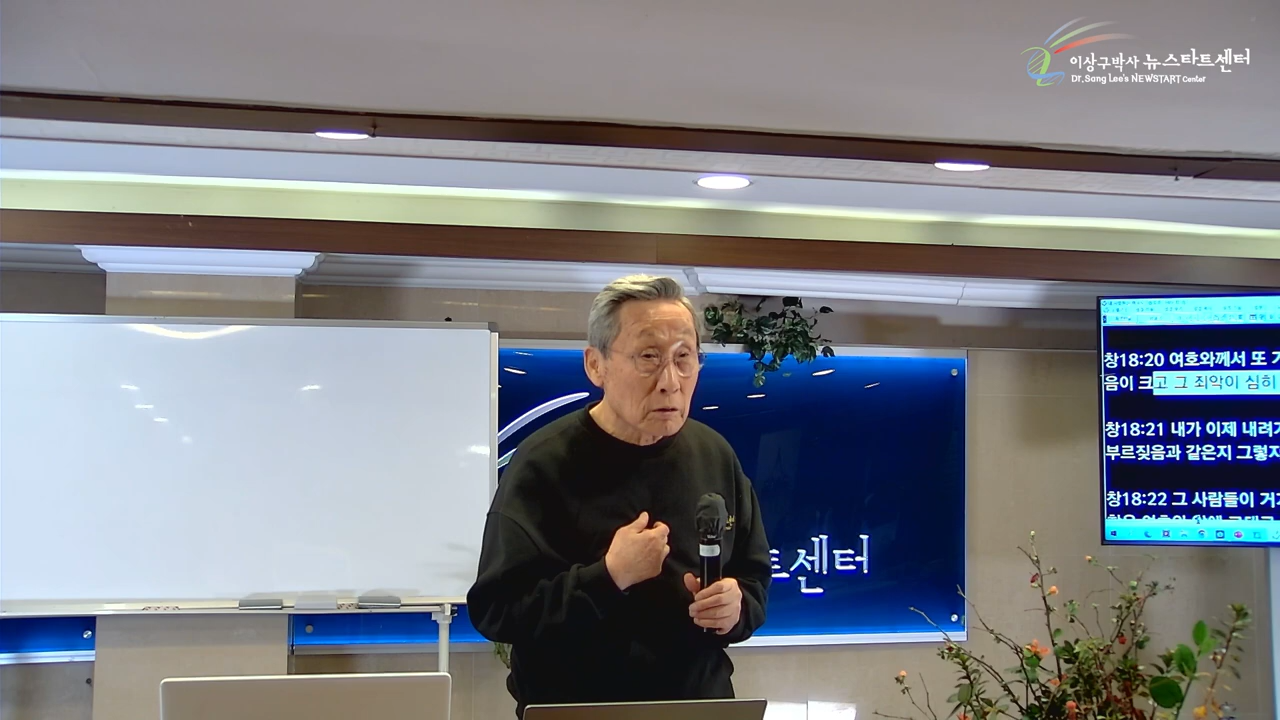 이상구박사 뉴스타트센터
Dr. Sang Lee's NEWSTART Center
창18:20 여호와께서 또
음이 크고 그 죄악이 심히
창18:21 내가 이제 내려
부르짖음과 같은지 그렇지
창18:22 그 사람들이 거기
트센터